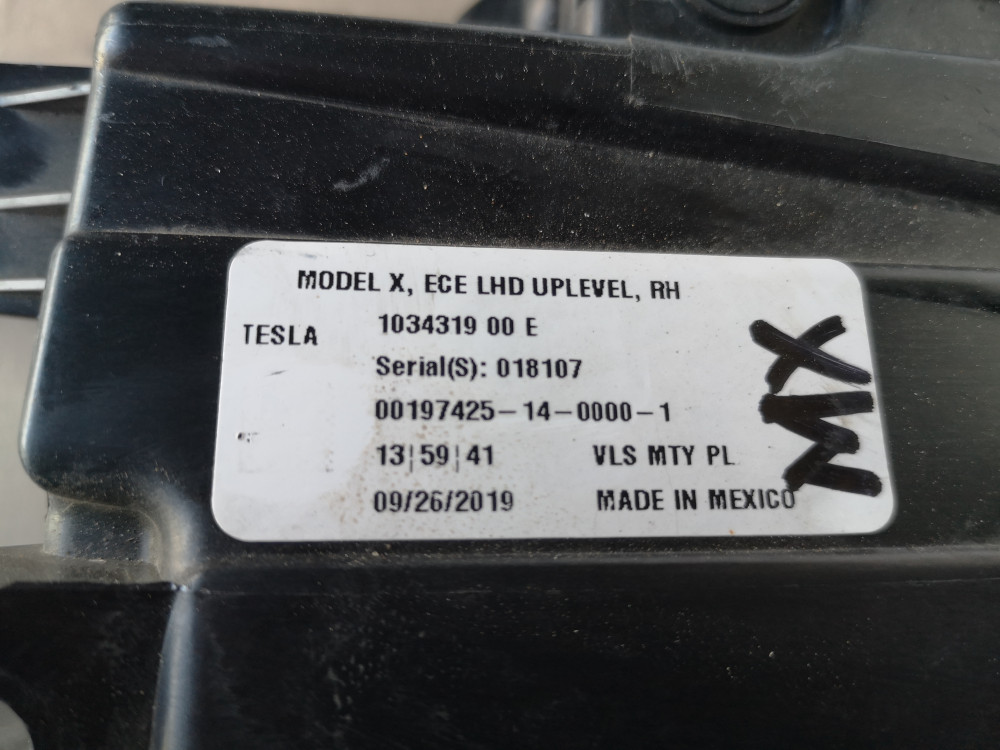 MODEL X, ECE LHD UPLEVEL, RH
TESLA
1034319 00 E
Serial(S): 018107
00197425-14-0000-1
13¦59¦41 VLS MTY PL
09/26/2019 MADE IN MEXICO
MX